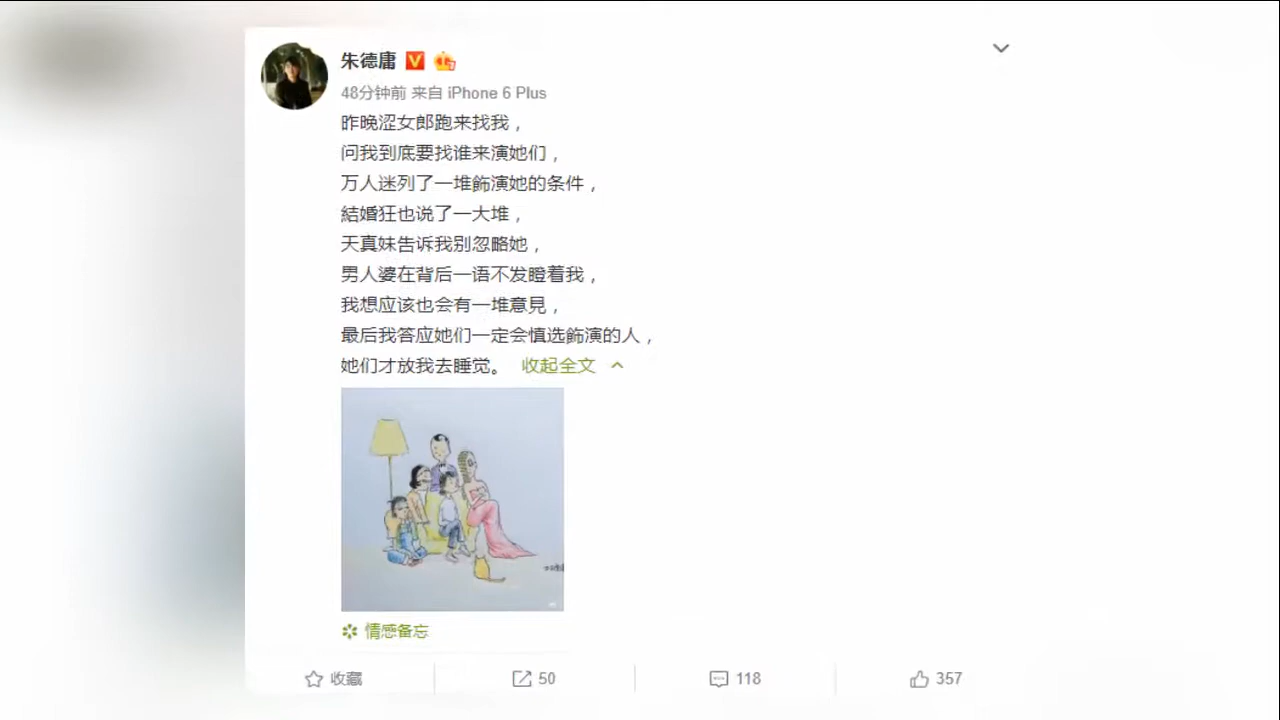 朱德庸
48分钟前 来自 iPhone 6 Plus
昨晚涩女郎跑来找我，
问我到底要找谁来演她们，
万人迷列了一堆飾演她的条件，
結婚狂也说了一大堆，
天真妹告诉我别忽略她，
男人婆在背后一语不发瞪着我，
我想应该也会有一堆意見，
最后我答应她们一定会慎选飾演的人，
她们才放我去睡觉。 收起全文
情感备忘
收藏 50 118 357